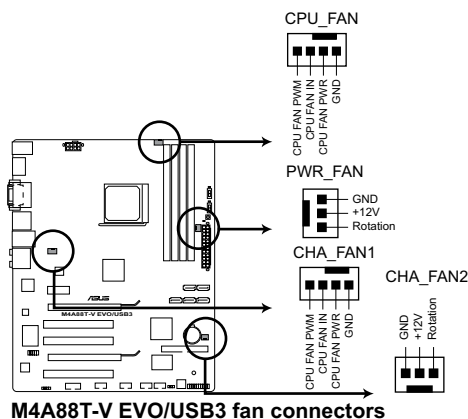 CPU_FAN
CPU FAN PWM
CPU FAN IN
CPU FAN PWR
GND
PWR_FAN
GND
+12V
Rotation
CHA_FAN1
CPU FAN PWM
CPU FAN IN
CPU FAN PWR
GND
CHA_FAN2
GND
+12V
Rotation
/SUS
M4A88T-V EVO/USB3
M4A88T-V EVO/USB3 fan connectors